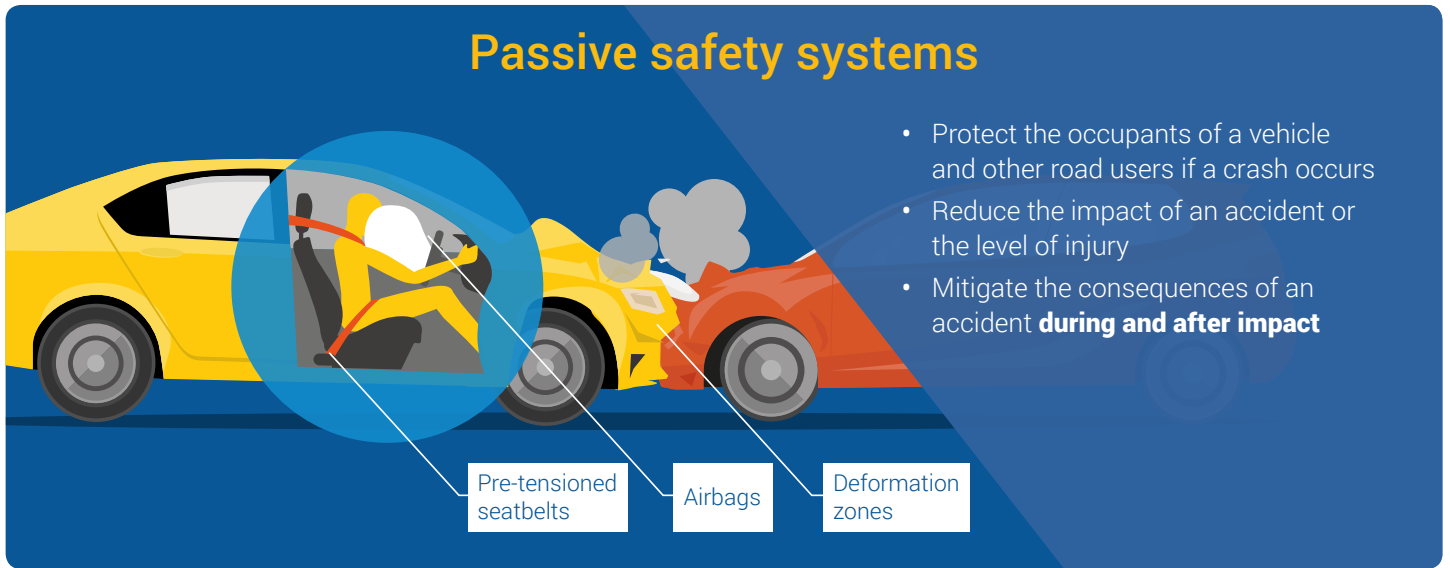 Passive safety systems
• Protect the occupants of a vehicle
and other road users if a crash occurs
• Reduce the impact of an accident or
the level of injury
• Mitigate the consequences of an
accident during and after impact
Pre-tensioned
seatbelts
Airbags
Deformation
zones